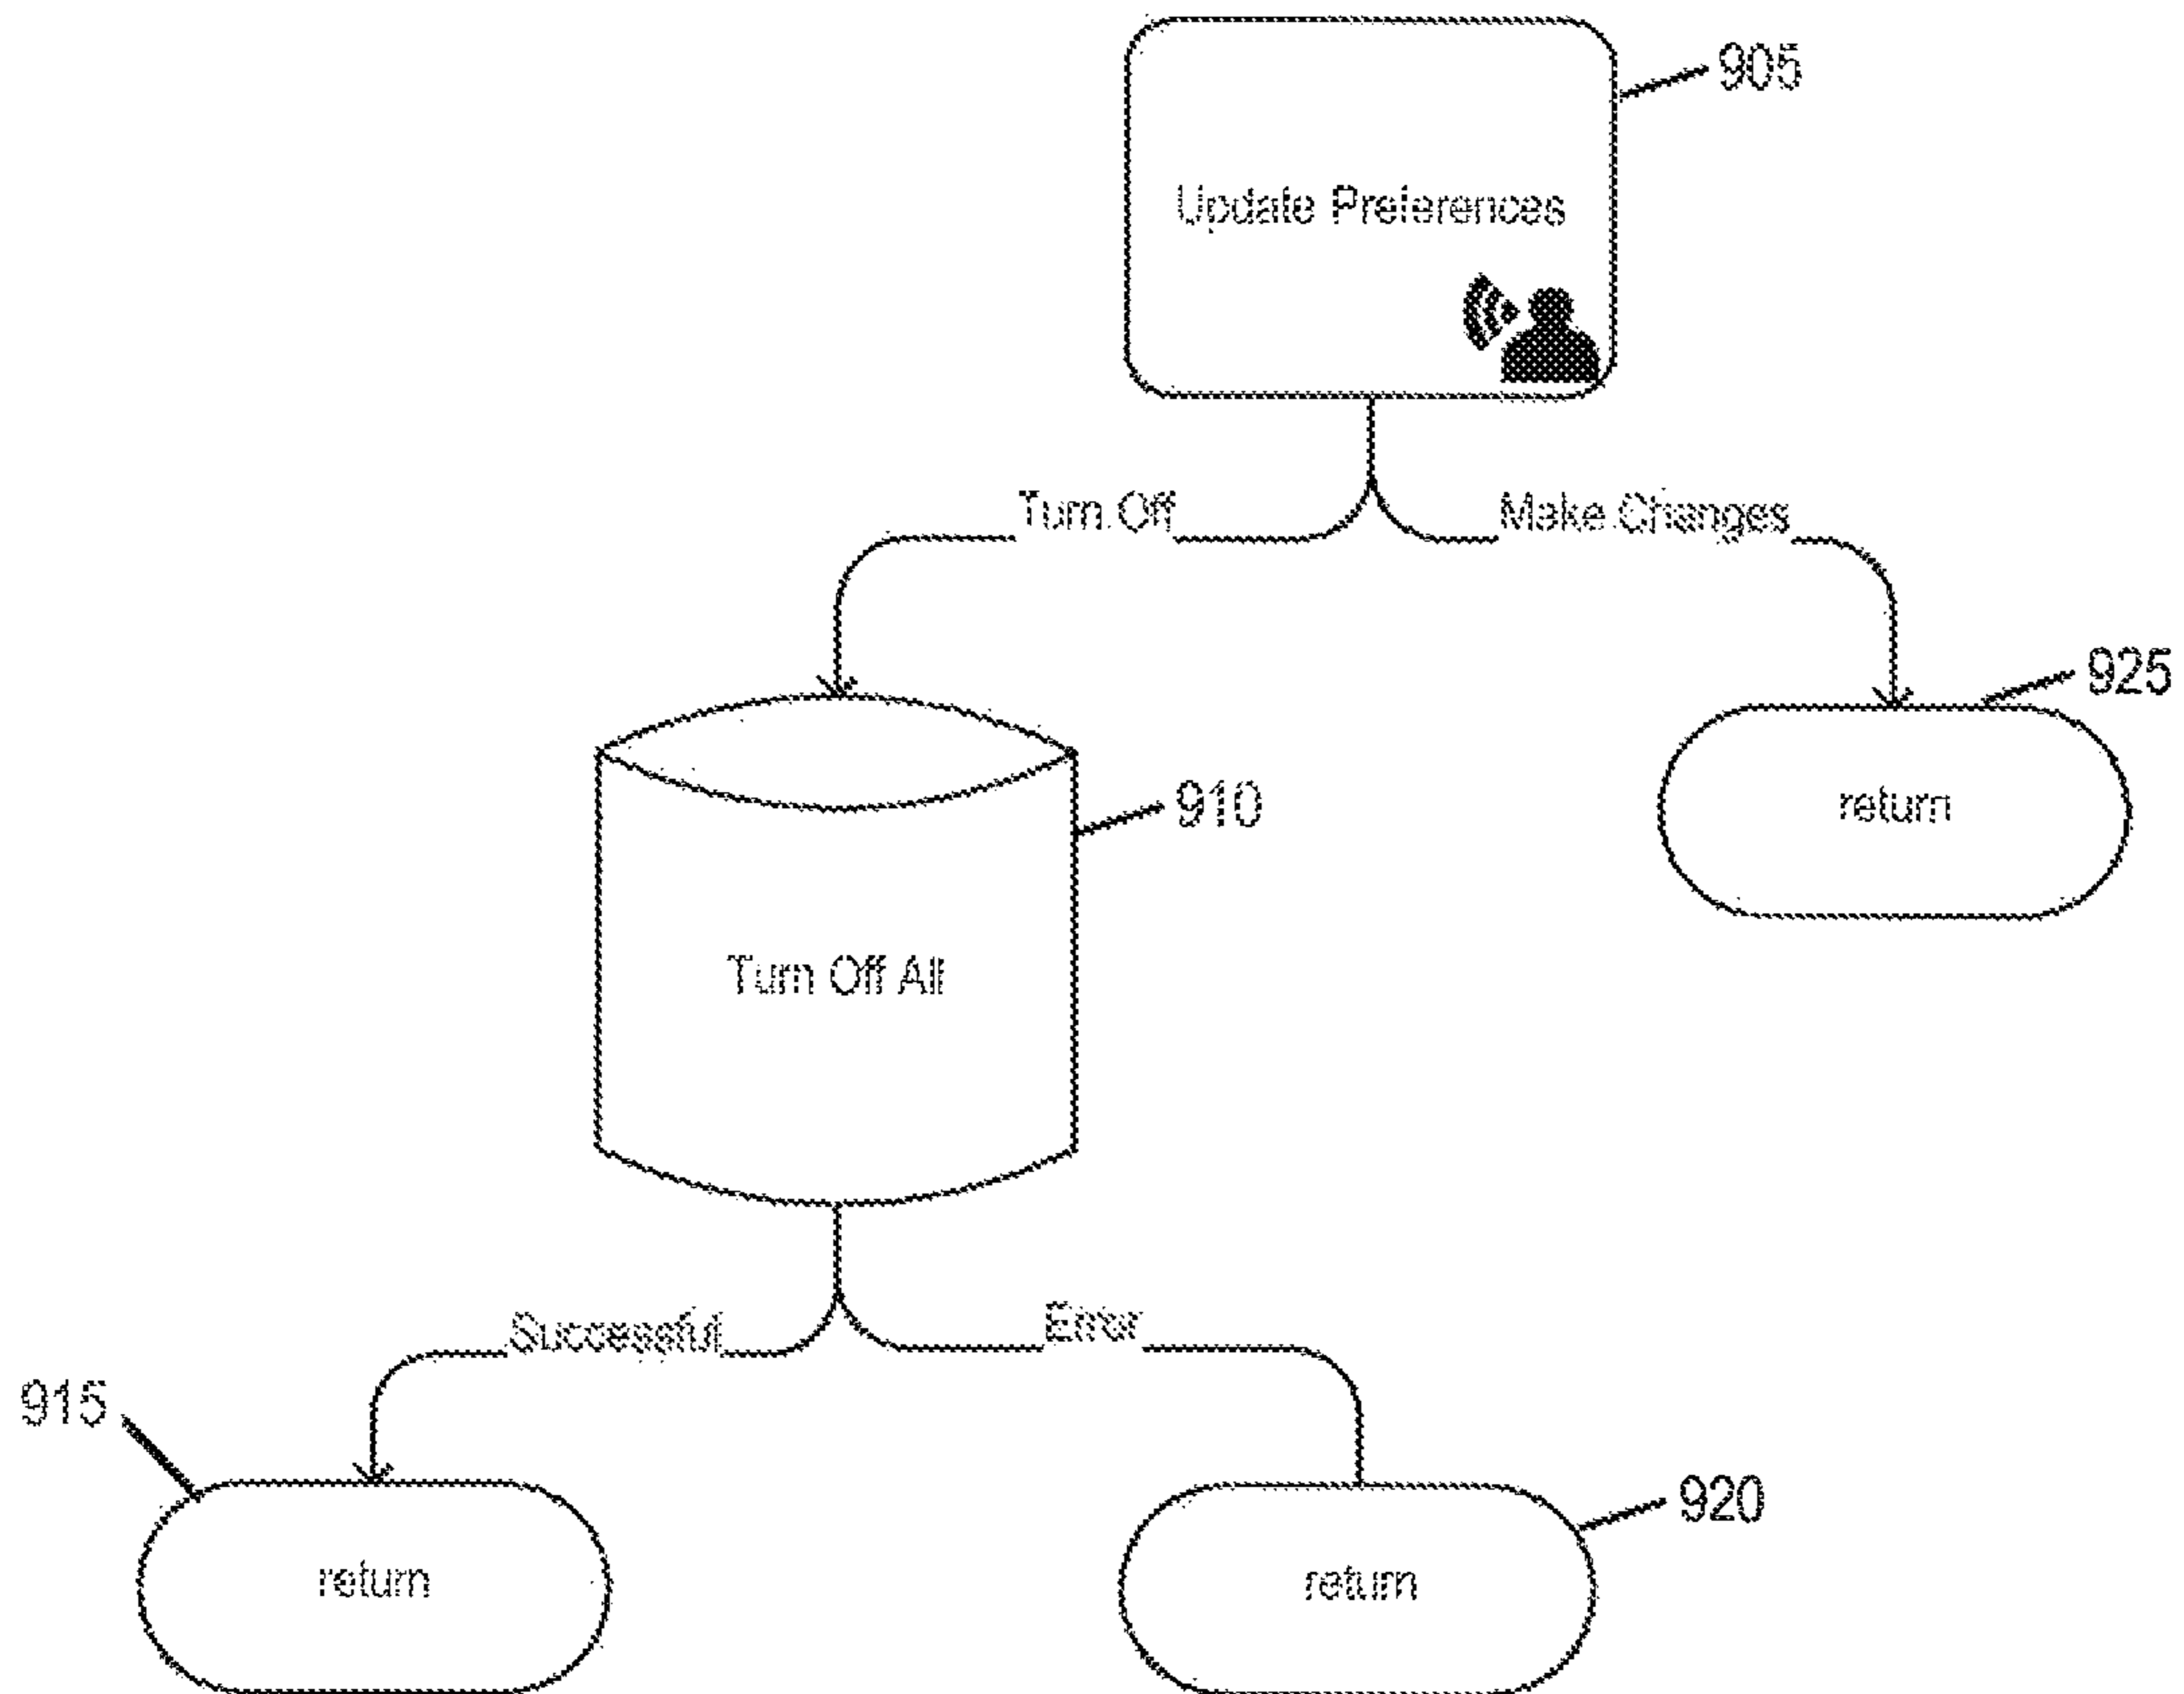 905
Update Preferences
Turn Off
Make Changes
925
910
return
Turn Off All
Successful
Error
915
920
return
return